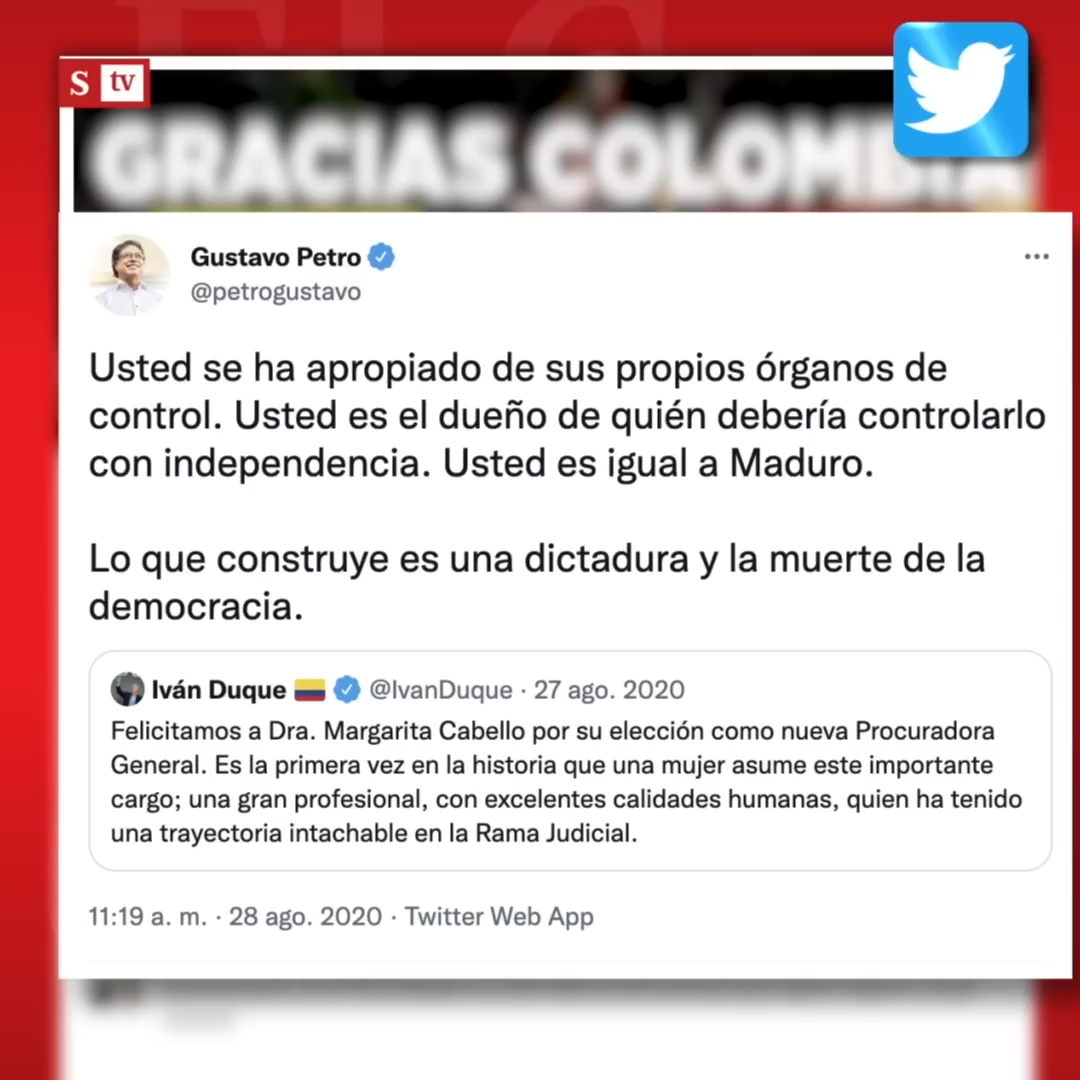 S tv
GRACIAS COLOMBIA
Gustavo Petro
@petrogustavo
Usted se ha apropiado de sus propios órganos de
control. Usted es el dueño de quién debería controlarlo
con independencia. Usted es igual a Maduro.
Lo que construye es una dictadura y la muerte de la
democracia.
Iván Duque 🇨🇴 @IvanDuque · 27 ago. 2020
Felicitamos a Dra. Margarita Cabello por su elección como nueva Procuradora
General. Es la primera vez en la historia que una mujer asume este importante
cargo; una gran profesional, con excelentes calidades humanas, quien ha tenido
una trayectoria intachable en la Rama Judicial.
11:19 a. m. · 28 ago. 2020 · Twitter Web App